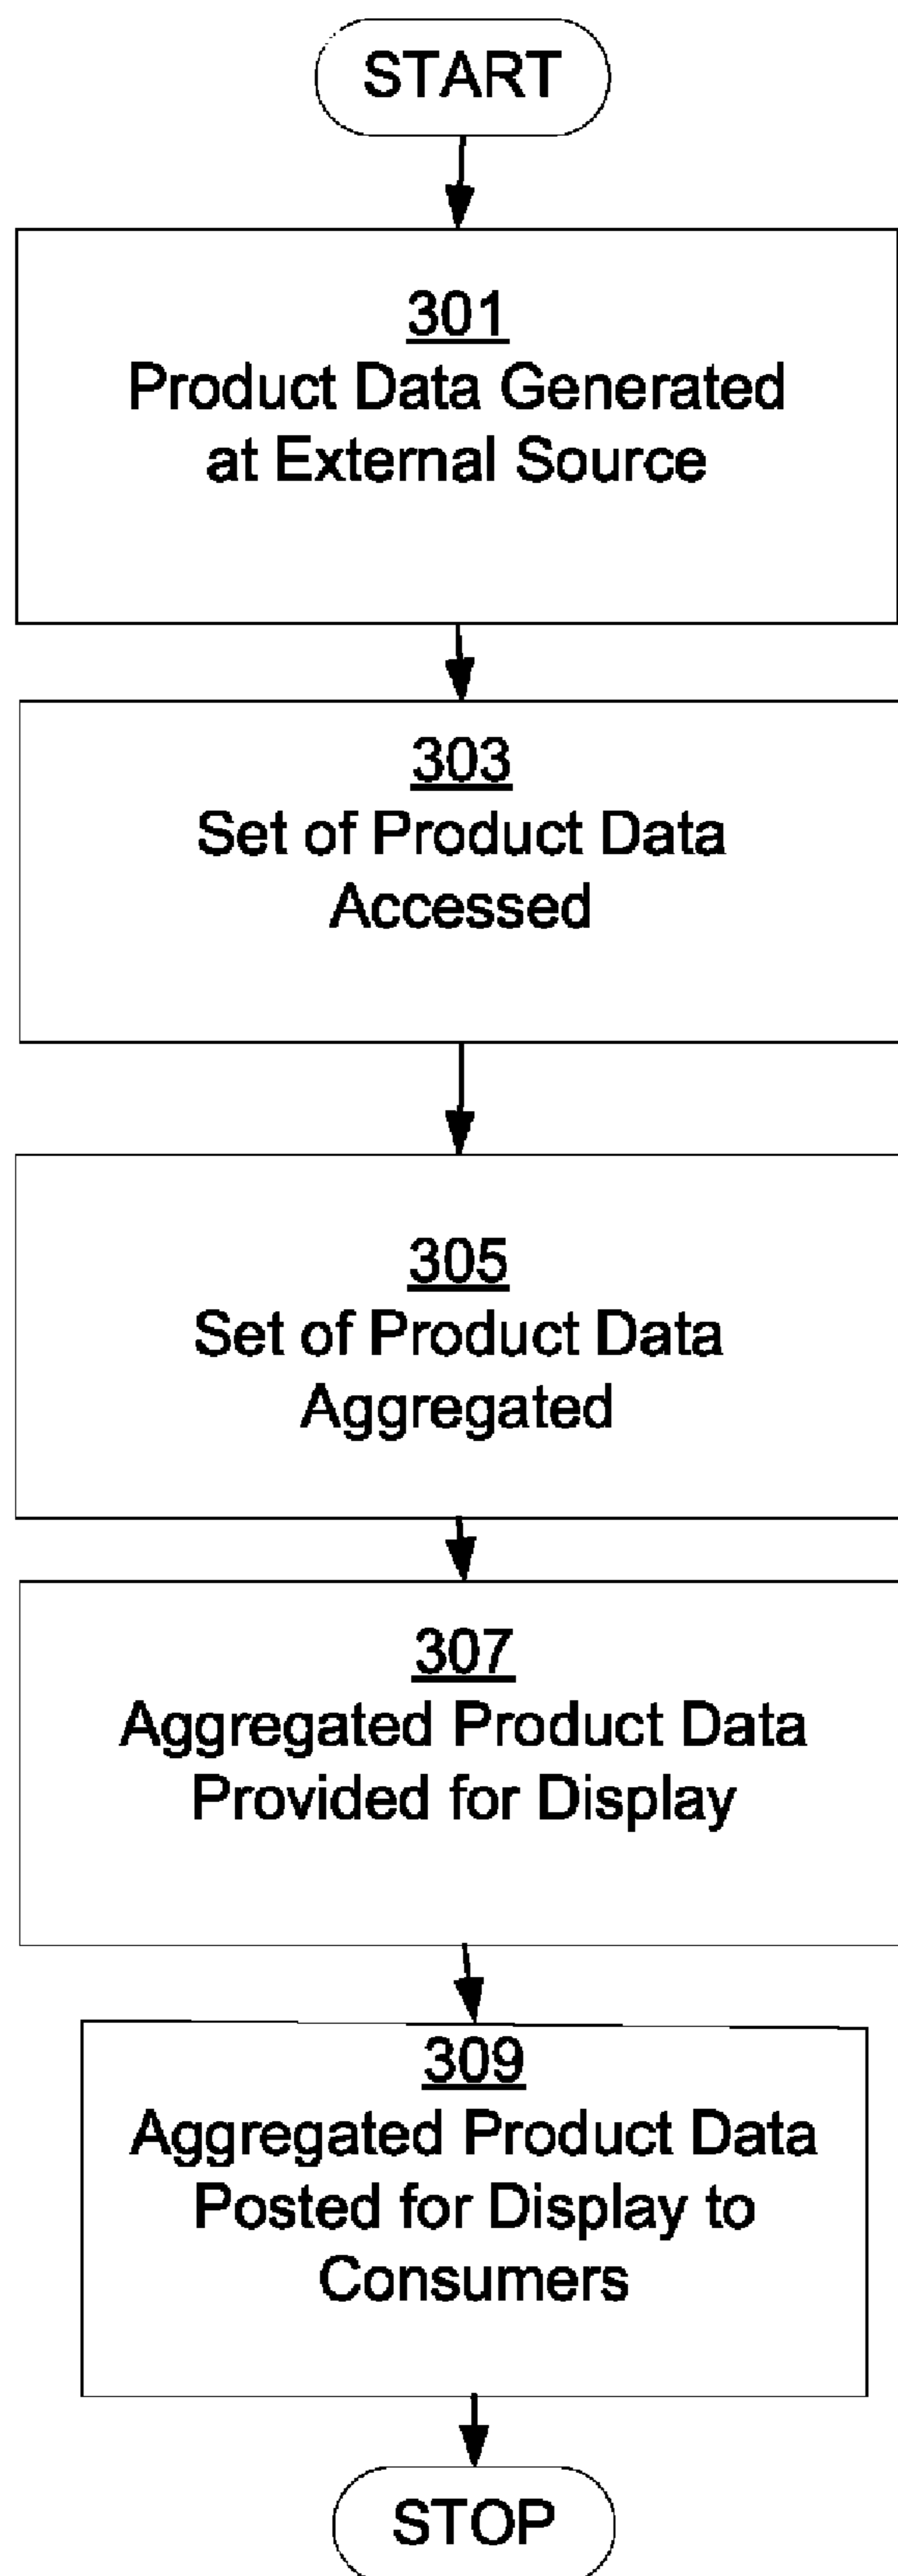 START
301
Product Data Generated
at External Source
303
Set of Product Data
Accessed
305
Set of Product Data
Aggregated
307
Aggregated Product Data
Provided for Display
309
Aggregated Product Data
Posted for Display to
Consumers
STOP